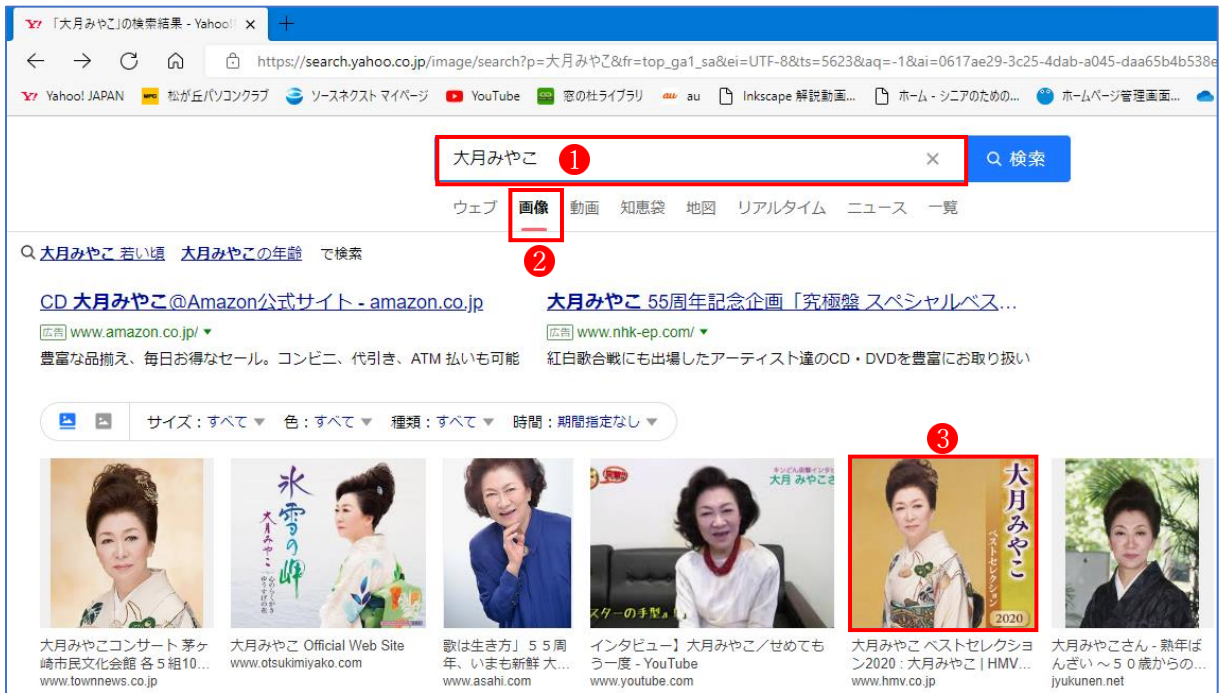 「大月みやこ」の検索結果 - Yahoo!
https://search.yahoo.co.jp/image/search?p=大月みやこ&fr=top_ga1_sa&ei=UTF-8&ts=5623&aq=-1&ai=0617ae29-3c25-4dab-a045-daa65b4b538e
Yahoo! JAPAN 松が丘パソコンクラブ ソースネクスト マイページ YouTube 窓の杜ライブラリ au Inkscape 解説動画... ホーム - シニアのための... ホームページ管理画面...
大月みやこ ❶ × 検索
ウェブ 画像 動画 知恵袋 地図 リアルタイム ニュース 一覧
❷
大月みやこ 若い頃 大月みやこの年齢 で検索
CD 大月みやこ@Amazon公式サイト - amazon.co.jp
広告 www.amazon.co.jp/ ▼
豊富な品揃え、毎日お得なセール。コンビニ、代引き、ATM 払いも可能
大月みやこ 55周年記念企画「究極盤 スペシャルベス...
広告 www.nhk-ep.com/ ▼
紅白歌合戦にも出場したアーティスト達のCD・DVDを豊富にお取り扱い
サイズ:すべて ▼ 色:すべて ▼ 種類:すべて ▼ 時間:期間指定なし ▼
❸
氷雪の岬
大月みやこ
大月 みやこさ
スターの手型
大月みやこ
ベストセレクション
2020
大月みやこコンサート 茅ヶ
崎市民文化会館 各５組10...
www.townnews.co.jp
大月みやこ Official Web Site
www.otsukimiyako.com
歌は生き方」５５周
年、いまも新鮮 大...
www.asahi.com
インタビュー】大月みやこ／せめても
う一度 - YouTube
www.youtube.com
大月みやこ ベストセレクショ
ン2020 : 大月みやこ | HMV...
www.hmv.co.jp
大月みやこさん - 熟年ば
んざい ～５０歳からの...
jyukunen.net